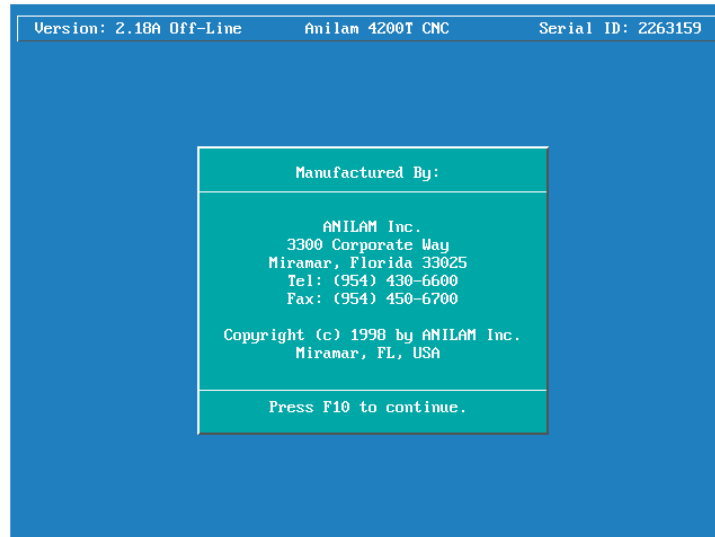 Version: 2.18A Off-Line Anilam 4200T CNC Serial ID: 2263159
Manufactured By:
ANILAM Inc.
3300 Corporate Way
Miramar, Florida 33025
Tel: (954) 430-6600
Fax: (954) 450-6700
Copyright (c) 1998 by ANILAM Inc.
Miramar, FL, USA
Press F10 to continue.